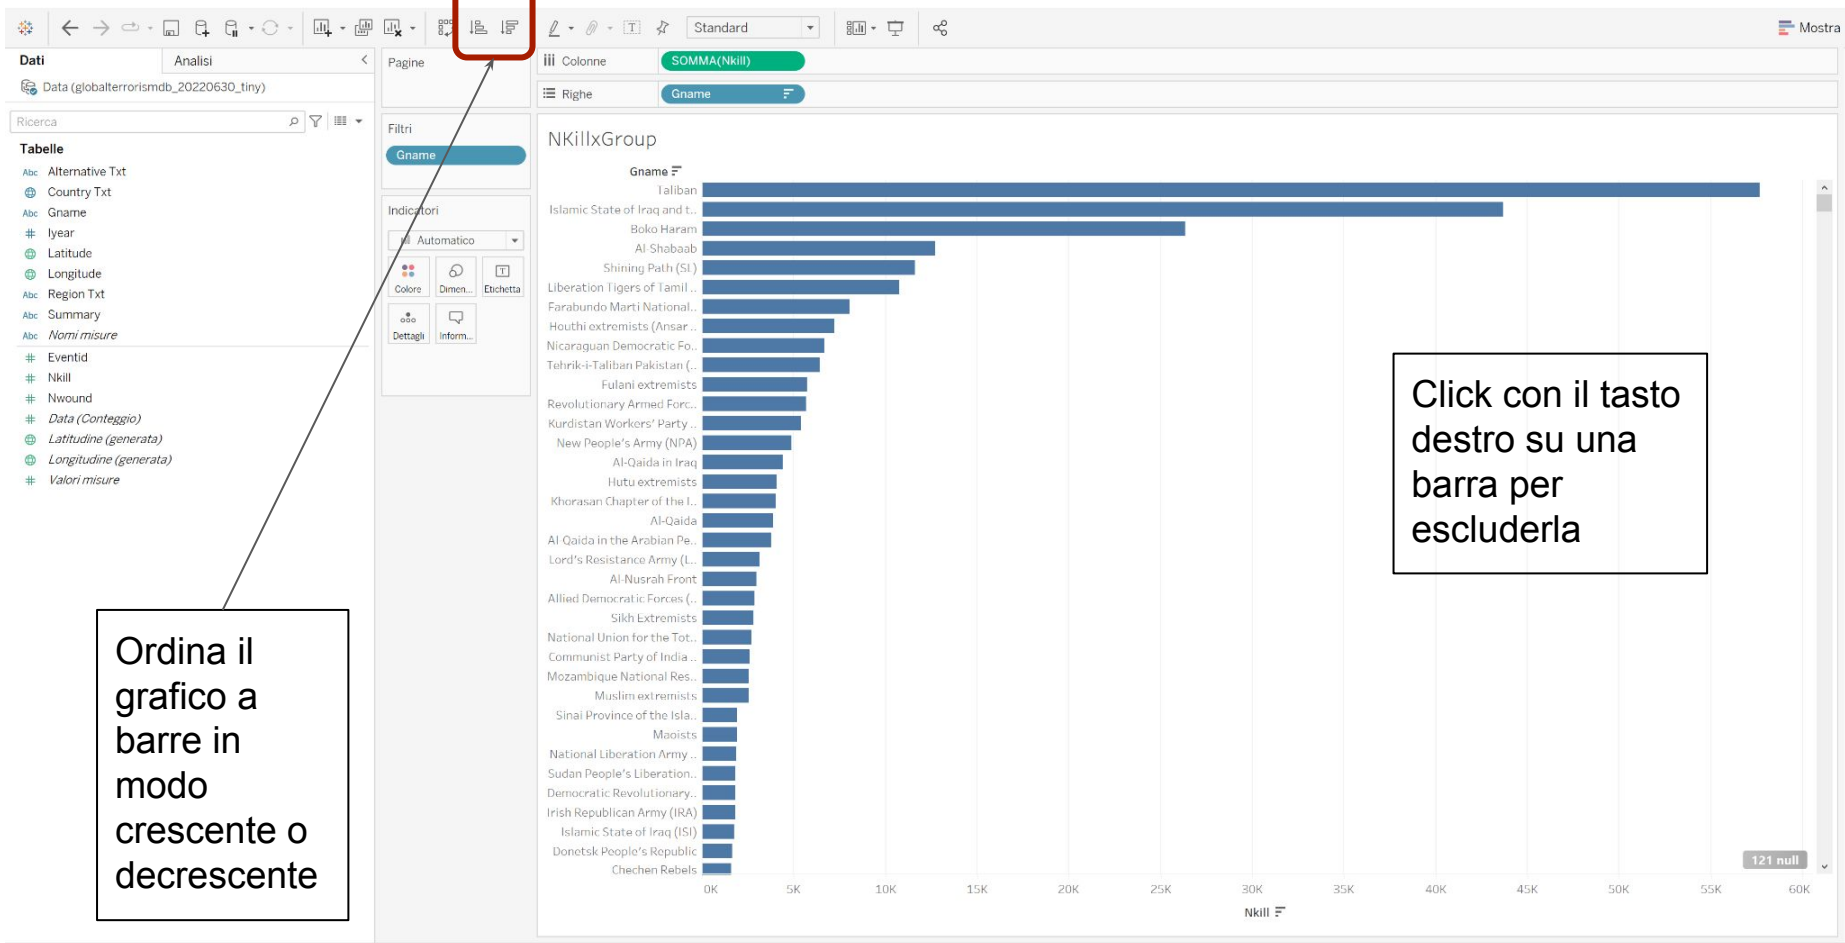 Standard
Mostra
Dati
Analisi
Data (globalterrorismdb_20220630_tiny)
Ricerca
Tabelle
Abc Alternative Txt
Country Txt
Abc Gname
# Iyear
Latitude
Longitude
Abc Region Txt
Abc Summary
Abc Nomi misure
# Eventid
# Nkill
# Nwound
# Data (Conteggio)
Latitudine (generata)
Longitudine (generata)
# Valori misure
Pagine
Filtri
Gname
Indicatori
Automatico
Colore
Dimen...
Etichetta
Dettagli
Inform...
Colonne
SOMMA(Nkill)
Righe
Gname
NKillxGroup
Gname
Taliban
Islamic State of Iraq and t..
Boko Haram
Al-Shabaab
Shining Path (SL)
Liberation Tigers of Tamil ..
Farabundo Marti National..
Houthi extremists (Ansar ..
Nicaraguan Democratic Fo..
Tehrik-i-Taliban Pakistan (..
Fulani extremists
Revolutionary Armed Forc..
Kurdistan Workers' Party ..
New People's Army (NPA)
Al-Qaida in Iraq
Hutu extremists
Khorasan Chapter of the I..
Al-Qaida
Al-Qaida in the Arabian Pe..
Lord's Resistance Army (L..
Al-Nusrah Front
Allied Democratic Forces (..
Sikh Extremists
National Union for the Tot..
Communist Party of India ..
Mozambique National Res..
Muslim extremists
Sinai Province of the Isla..
Maoists
National Liberation Army ..
Sudan People's Liberation..
Democratic Revolutionary..
Irish Republican Army (IRA)
Islamic State of Iraq (ISI)
Donetsk People's Republic
Chechen Rebels
0K 5K 10K 15K 20K 25K 30K 35K 40K 45K 50K 55K 60K
Nkill
121 null
Click con il tasto
destro su una
barra per
escluderla
Ordina il
grafico a
barre in
modo
crescente o
decrescente